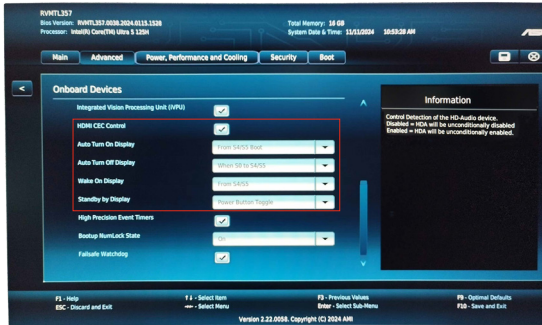 RVMTL357
Bios Version: RVMTL357.0038.2024.0115.1528
Processor: Intel(R) Core(TM) Ultra 5 125H
Total Memory: 16 GB
System Date & Time: 11/11/2024 10:53:28 AM
Main Advanced Power, Performance and Cooling Security Boot
<
Onboard Devices
Integrated Vision Processing Unit (iVPU)
HDMI CEC Control
Auto Turn On Display From S4/S5 Boot
Auto Turn Off Display When S0 to S4/S5
Wake On Display From S4/S5
Standby by Display Power Button Toggle
High Precision Event Timers
Bootup NumLock State On
Failsafe Watchdog
Information
Control Detection of the HD-Audio device.
Disabled = HDA will be unconditionally disabled
Enabled = HDA will be unconditionally enabled.
F1 - Help
ESC - Discard and Exit
- Select Item
- Select Menu
F3 - Previous Values
Enter - Select Sub-Menu
F9 - Optimal Defaults
F10 - Save and Exit
Version 2.22.0058. Copyright (C) 2024 AMI